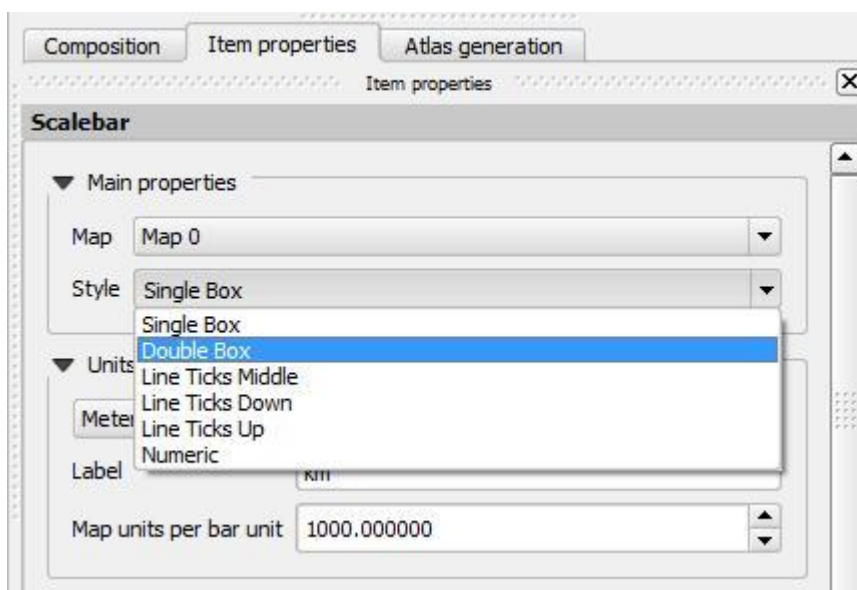 Composition Item properties Atlas generation
Item properties
Scalebar
Main properties
Map Map 0
Style Single Box
Single Box
Double Box
Units
Line Ticks Middle
Line Ticks Down
Line Ticks Up
Numeric
Label km
Map units per bar unit 1000.000000